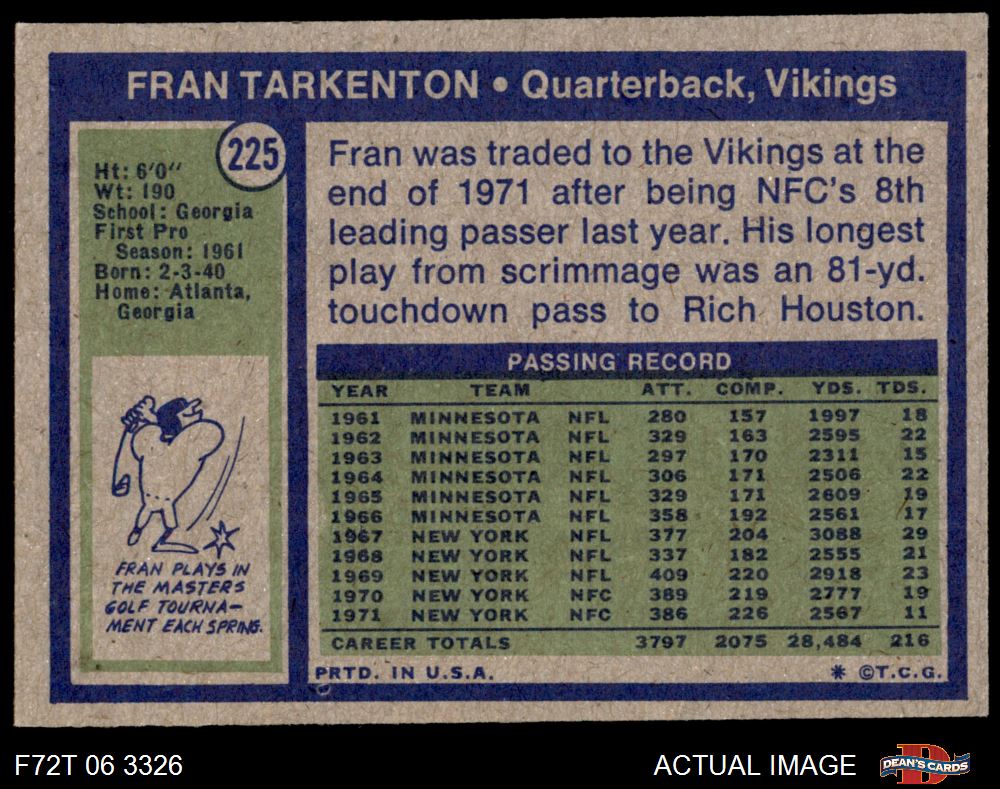 FRAN TARKENTON • Quarterback, Vikings
225
Ht: 6'0"
Wt: 190
School: Georgia
First Pro
Season: 1961
Born: 2-3-40
Home: Atlanta,
Georgia
FRAN PLAYS IN
THE MASTERS
GOLF TOURNA-
MENT EACH SPRING.
Fran was traded to the Vikings at the
end of 1971 after being NFC's 8th
leading passer last year. His longest
play from scrimmage was an 81-yd.
touchdown pass to Rich Houston.
PASSING RECORD
YEAR TEAM ATT. COMP. YDS. TDS.
1961 MINNESOTA NFL 280 157 1997 18
1962 MINNESOTA NFL 329 163 2595 22
1963 MINNESOTA NFL 297 170 2311 15
1964 MINNESOTA NFL 306 171 2506 22
1965 MINNESOTA NFL 329 171 2609 19
1966 MINNESOTA NFL 358 192 2561 17
1967 NEW YORK NFL 377 204 3088 29
1968 NEW YORK NFL 337 182 2555 21
1969 NEW YORK NFL 409 220 2918 23
1970 NEW YORK NFC 389 219 2777 19
1971 NEW YORK NFC 386 226 2567 11
CAREER TOTALS 3797 2075 28,484 216
PRTD. IN U.S.A. * ©T.C.G.
F72T 06 3326
ACTUAL IMAGE
D
DEAN'S CARDS